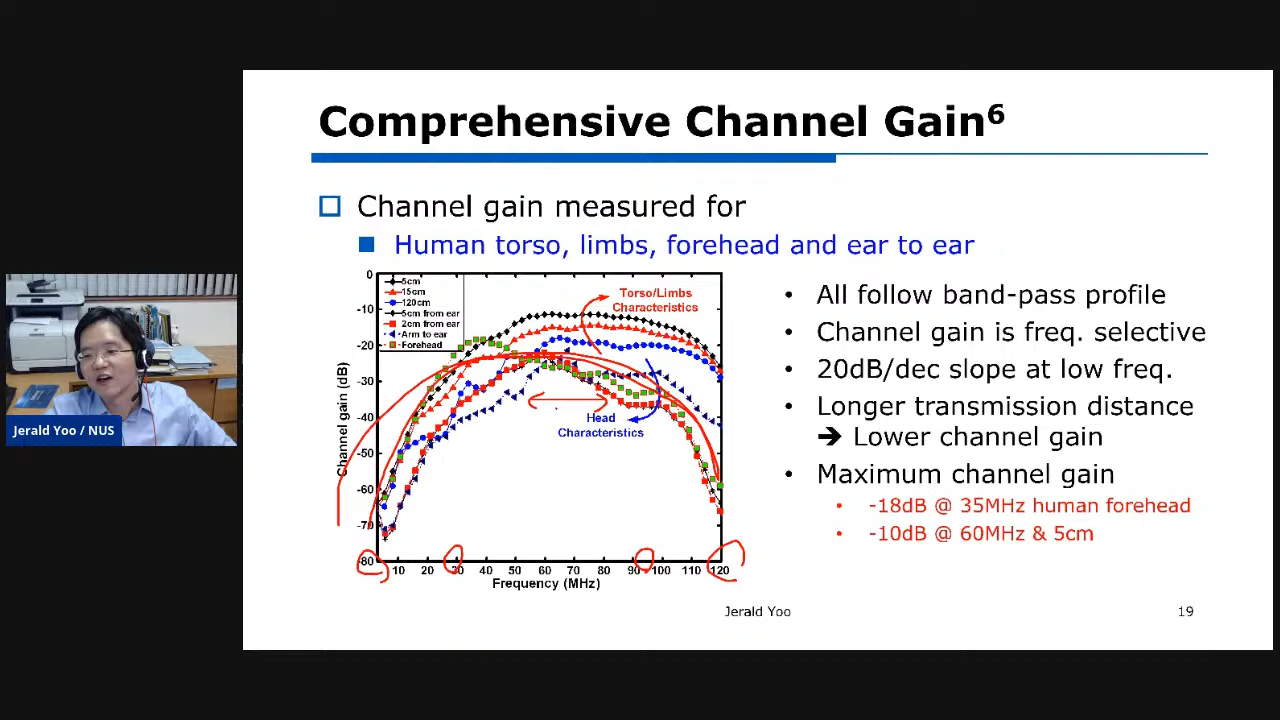 Comprehensive Channel Gain6
Channel gain measured for
Human torso, limbs, forehead and ear to ear
0
-10
-20
-30
-40
-50
-60
-70
-80
Channel gain (dB)
5cm
15cm
120cm
5cm from ear
2cm from ear
Arm to ear
Forehead
Torso/Limbs
Characteristics
Head
Characteristics
10 20 30 40 50 60 70 80 90 100 110 120
Frequency (MHz)
• All follow band-pass profile
• Channel gain is freq. selective
• 20dB/dec slope at low freq.
• Longer transmission distance
➔ Lower channel gain
• Maximum channel gain
• -18dB @ 35MHz human forehead
• -10dB @ 60MHz & 5cm
Jerald Yoo / NUS
Jerald Yoo
19